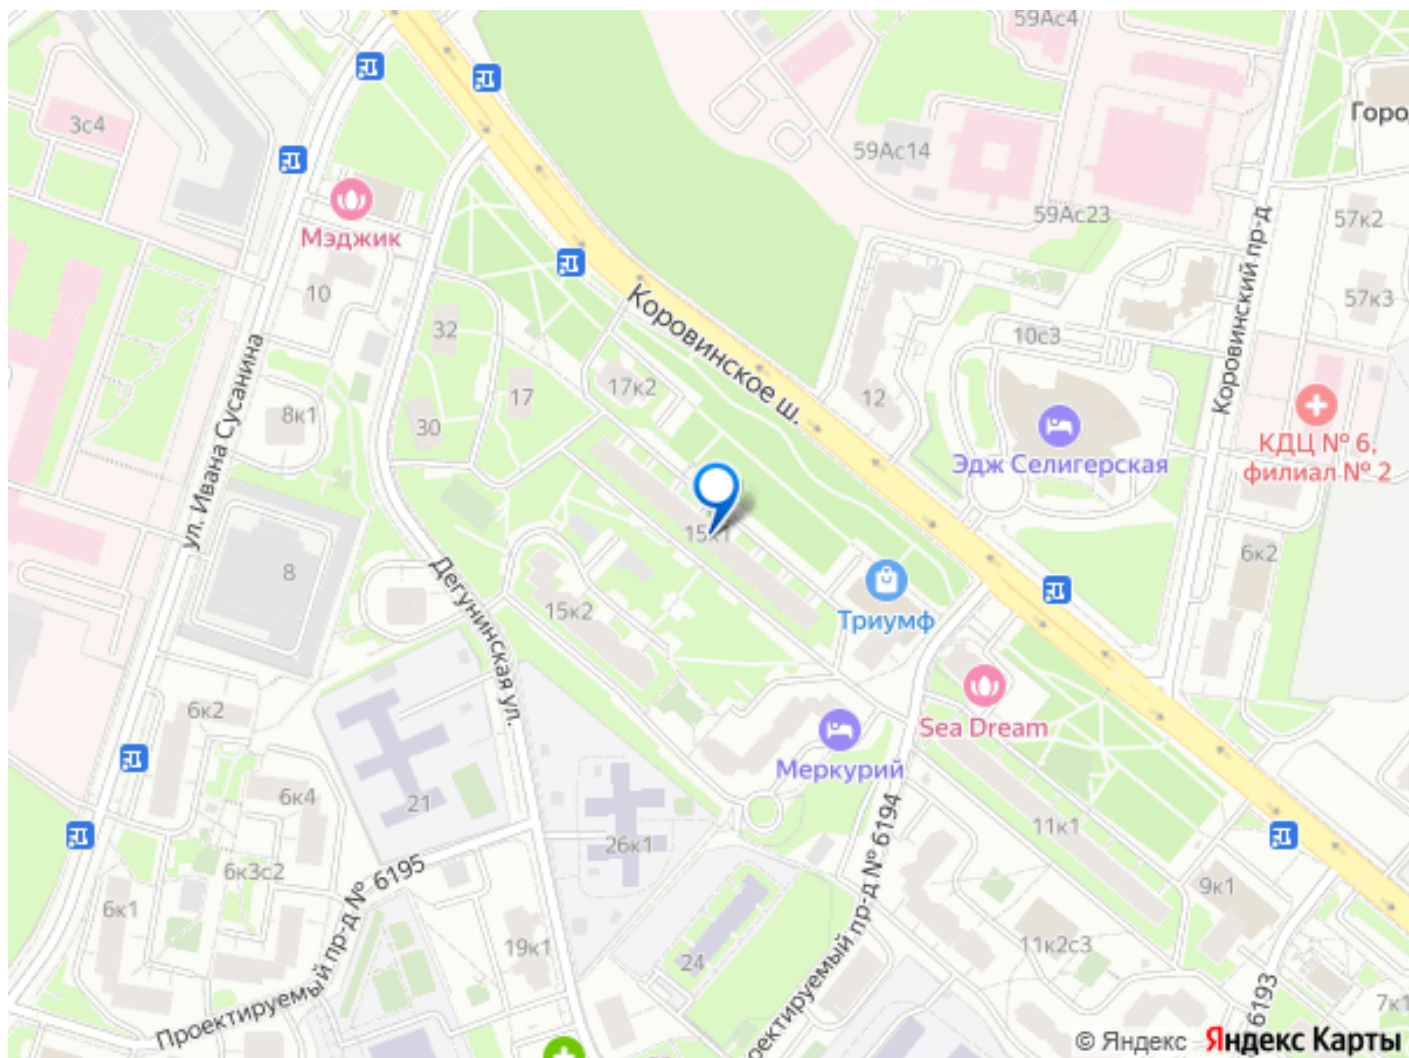 59Ас4
Горо
3с4
59Ас14
59Ас23
57к2
Мэджик
10
Коровинский пр-д
57к3
32
Коровинское ш.
10с3
ул. Ивана Сусанина
17к2
17
12
8к1
30
Эдж Селигерская
КДЦ № 6,
филиал № 2
15к1
6к2
8
Дегунинская ул.
15к2
Триумф
6к2
Sea Dream
Меркурий
6к4
21
Проектируемый пр-д № 6195
26к1
оектируемый пр-д № 6194
11к1
6к3с2
6к1
9к1
19к1
24
11к2с3
6193
7к1
© Яндекс Яндекс Карты